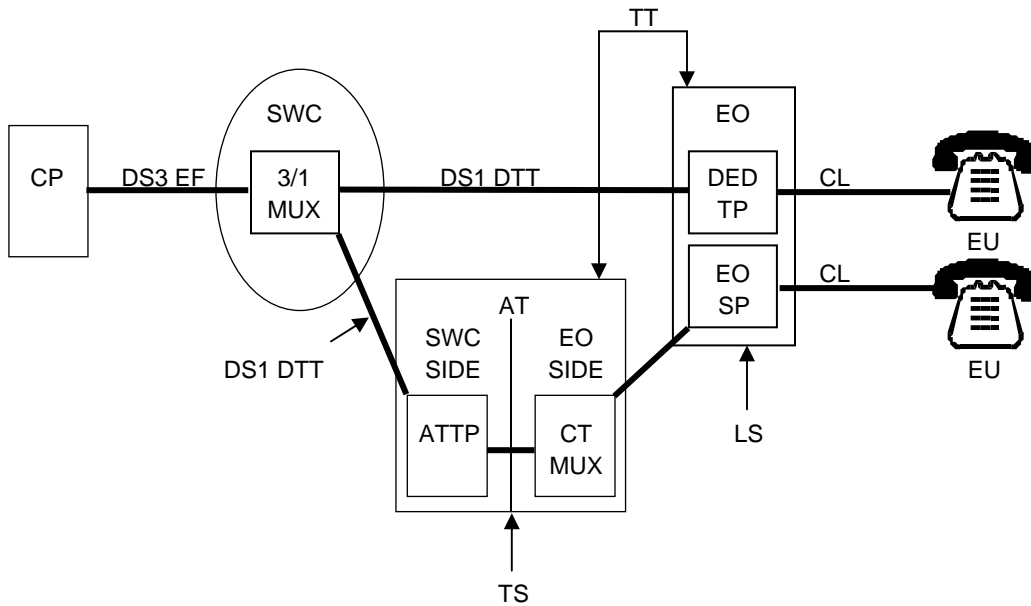 TT
SWC
EO
CP
DS3 EF
3/1
MUX
DS1 DTT
DED
TP
CL
EU
EO
SP
CL
EU
AT
SWC
SIDE
EO
SIDE
DS1 DTT
ATTP
CT
MUX
LS
TS